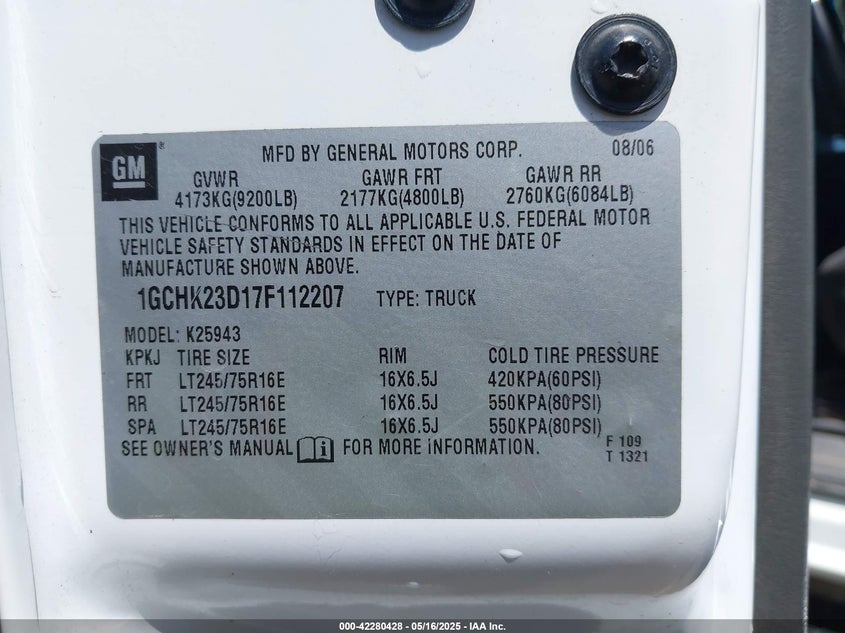 GM
®
MFD BY GENERAL MOTORS CORP. 08/06
GVWR GAWR FRT GAWR RR
4173KG(9200LB) 2177KG(4800LB) 2760KG(6084LB)
THIS VEHICLE CONFORMS TO ALL APPLICABLE U.S. FEDERAL MOTOR
VEHICLE SAFETY STANDARDS IN EFFECT ON THE DATE OF
MANUFACTURE SHOWN ABOVE.
1GCHK23D17F112207 TYPE: TRUCK
MODEL: K25943
KPKJ TIRE SIZE RIM COLD TIRE PRESSURE
FRT LT245/75R16E 16X6.5J 420KPA(60PSI)
RR LT245/75R16E 16X6.5J 550KPA(80PSI)
SPA LT245/75R16E 16X6.5J 550KPA(80PSI)
SEE OWNER'S MANUAL FOR MORE INFORMATION.
F 109
T 1321
000-42280428 - 05/16/2025 - IAA Inc.